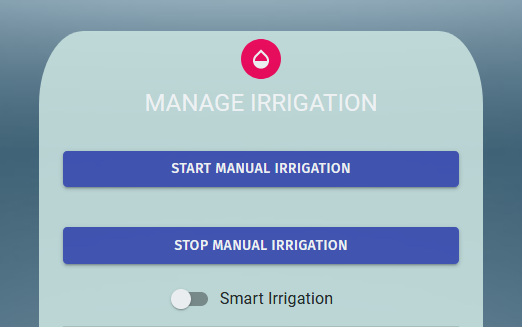 MANAGE IRRIGATION
START MANUAL IRRIGATION
STOP MANUAL IRRIGATION
Smart Irrigation